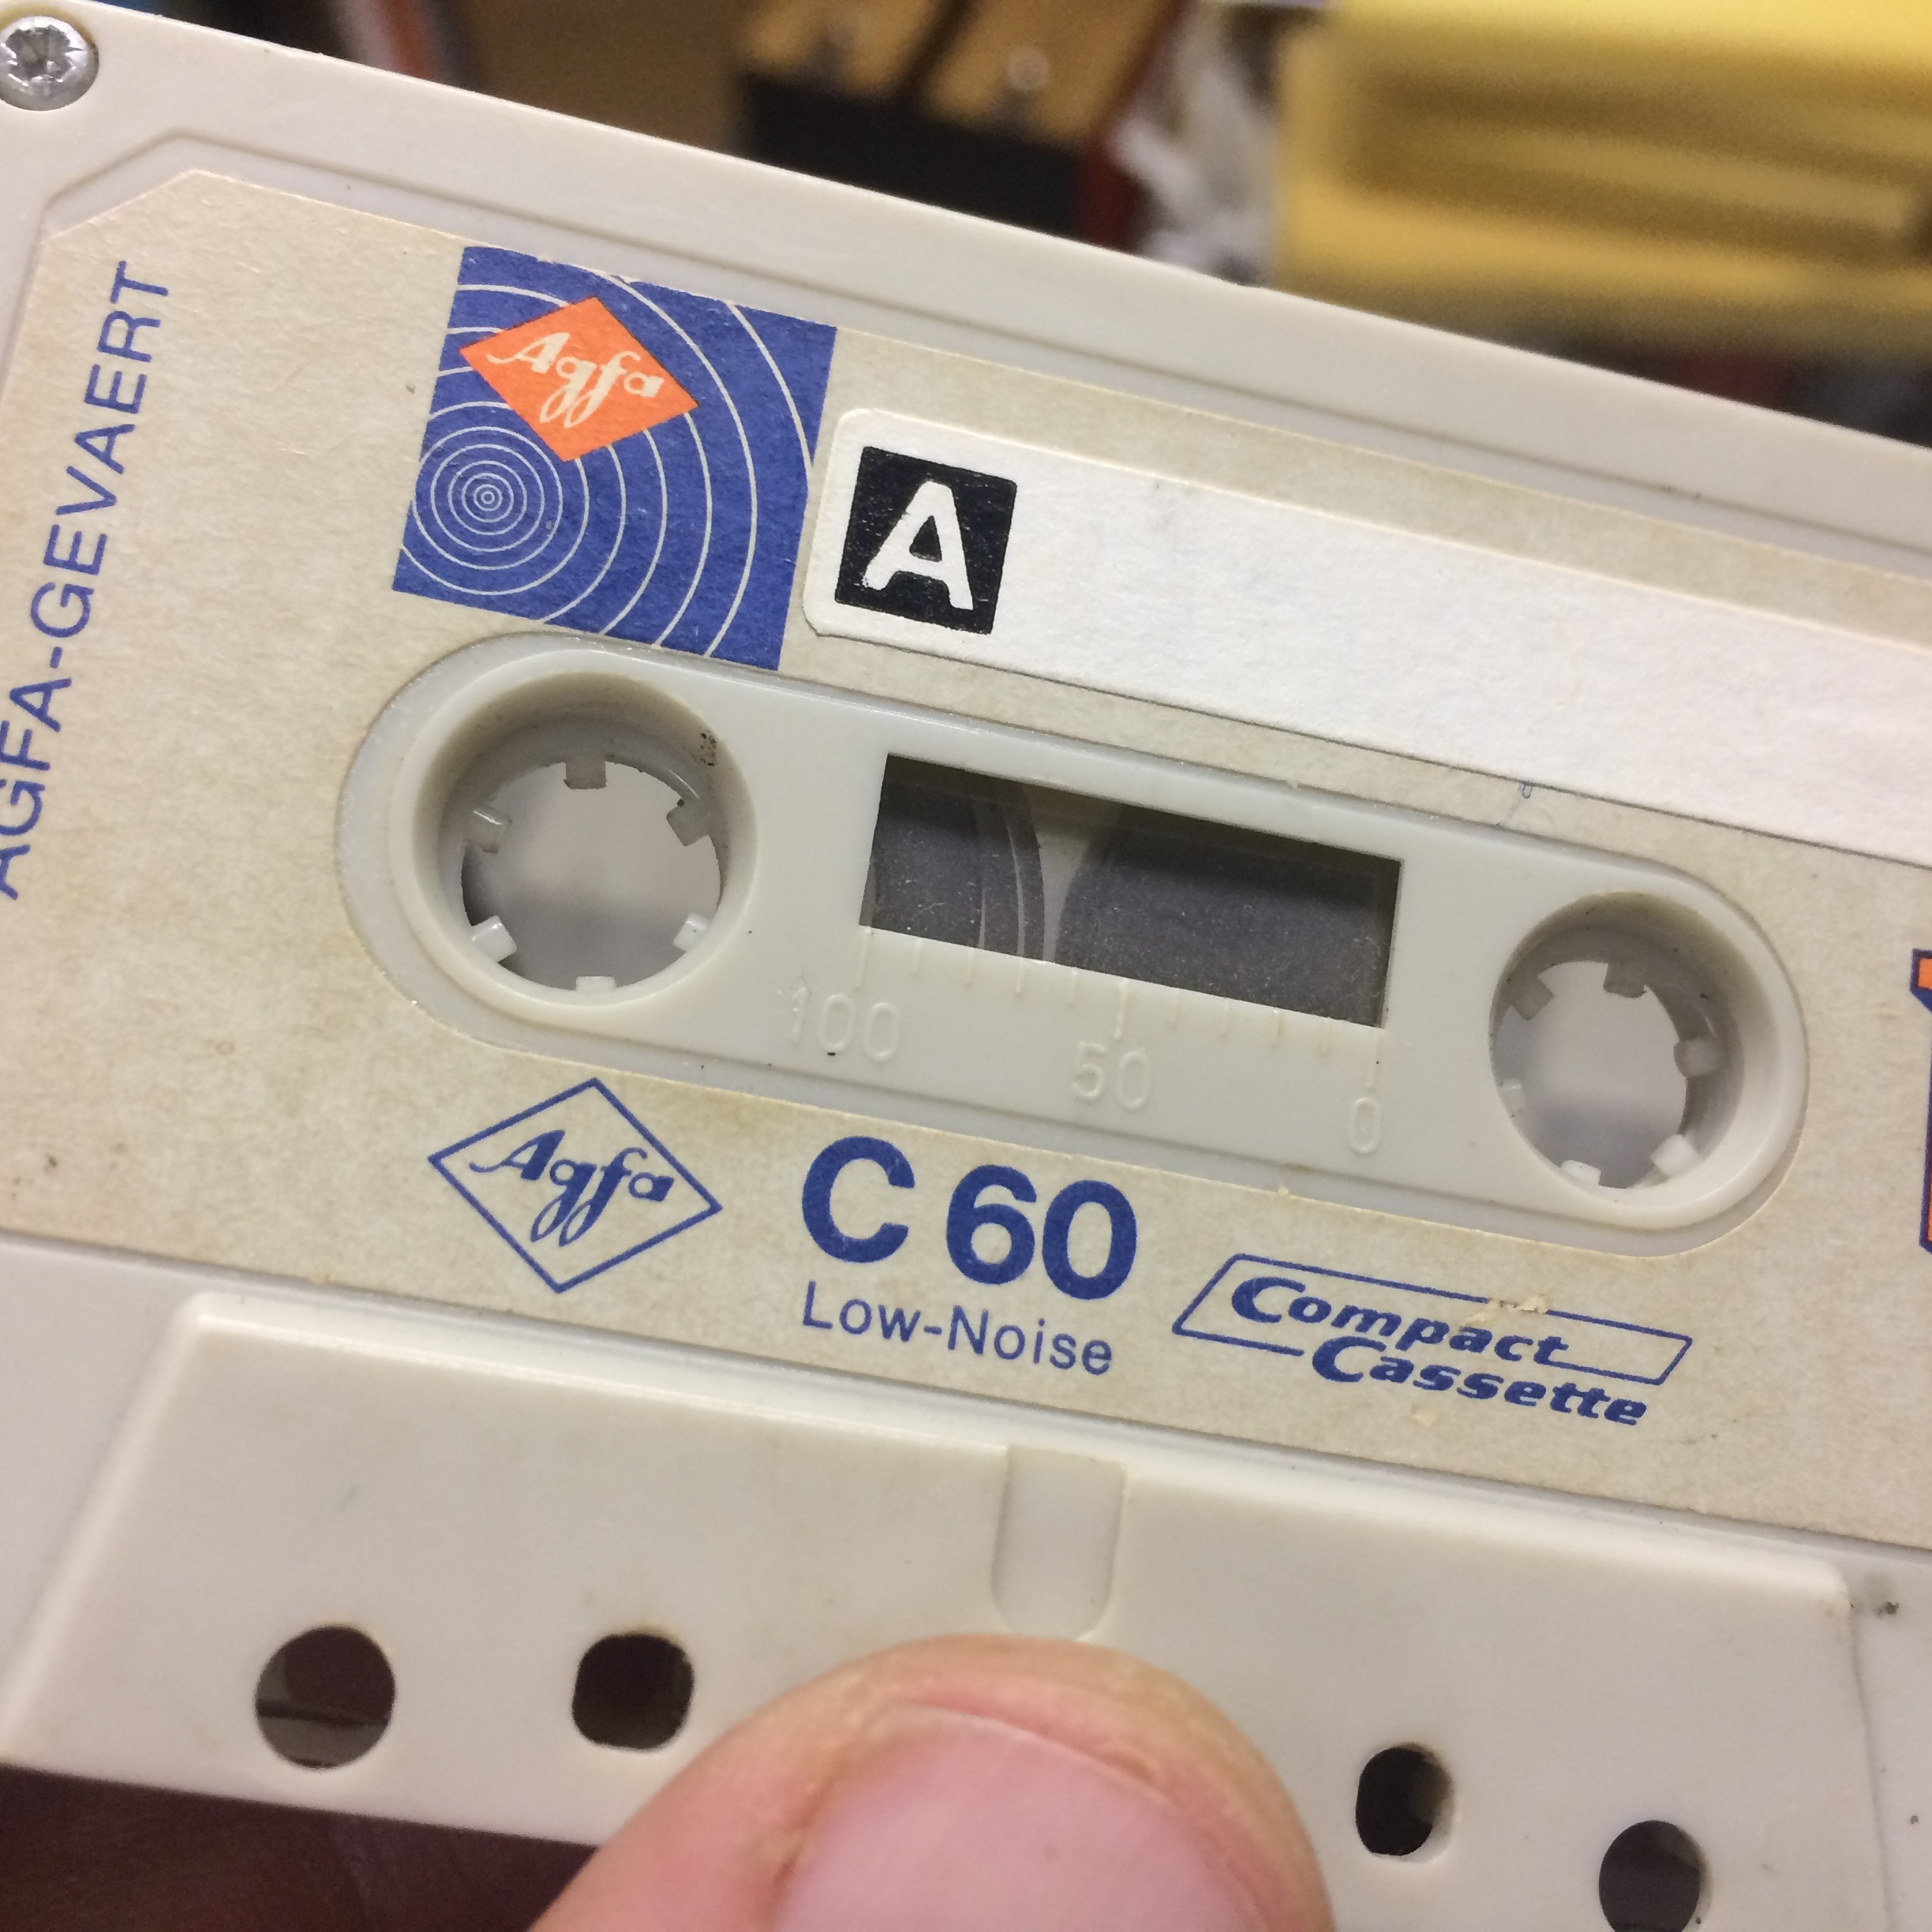 AGFA-GEVAERT
Agfa
A
100 50 0
Agfa
C 60
Low-Noise
Compact
Cassette